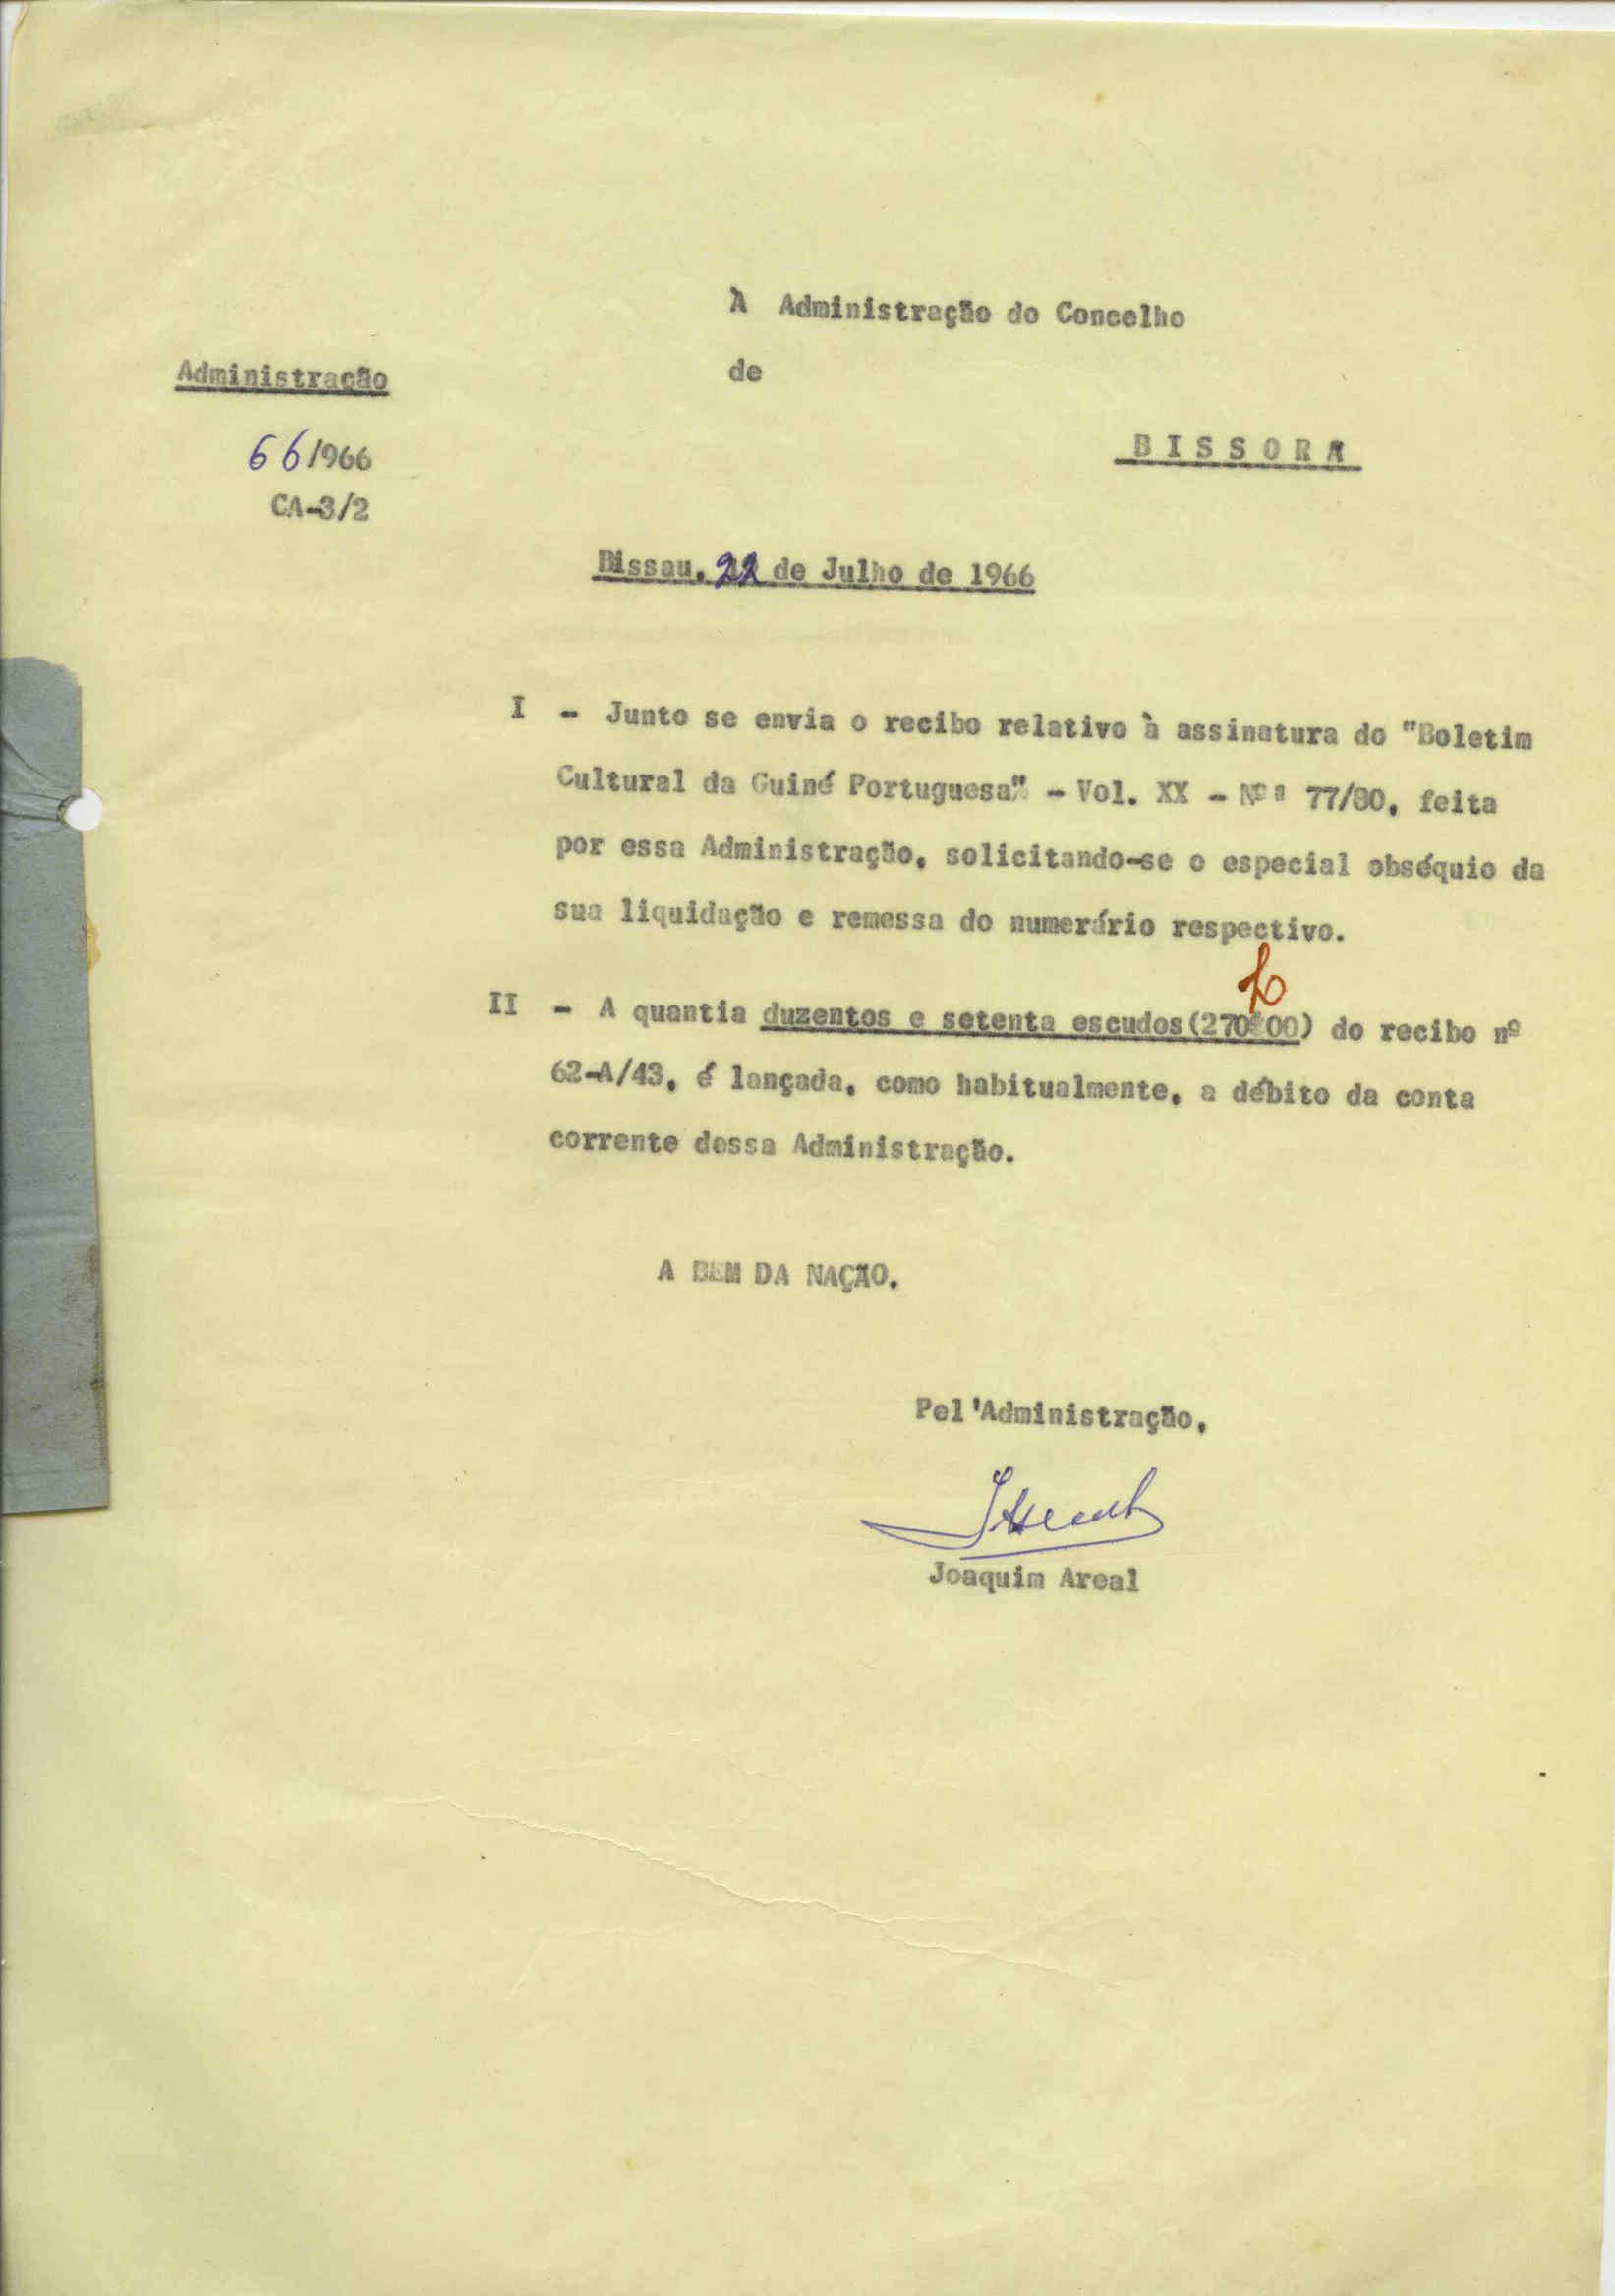 À Administração do Concelho
Administração
de
66/966
BISSORÃ
CA-3/2
Bissau, 22 de Julho de 1966
I - Junto se envia o recibo relativo à assinatura do "Boletim
Cultural da Guiné Portuguesa" - Vol. XX - Nºs 77/80, feita
por essa Administração, solicitando-se o especial obséquio da
sua liquidação e remessa do numerário respectivo.
II - A quantia duzentos e setenta escudos(270$00) do recibo nº
62-A/43, é lançada, como habitualmente, a débito da conta
corrente dessa Administração.
A BEM DA NAÇÃO.
Pel'Administração,
Joaquim Areal